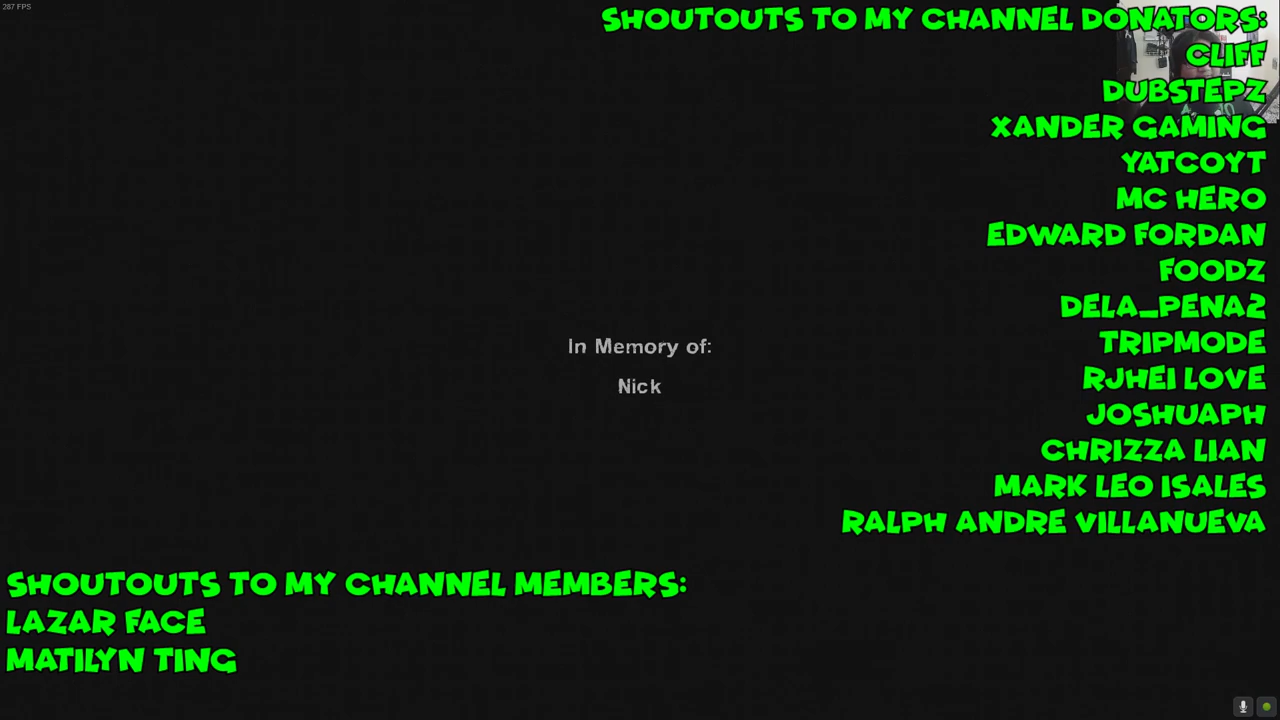 287 FPS
SHOUTOUTS TO MY CHANNEL DONATORS:
CLIFF
DUBSTEPZ
XANDER GAMING
YATCOYT
MC HERO
EDWARD FORDAN
FOODZ
DELA_PENA2
TRIPMODE
RJHEI LOVE
JOSHUAPH
CHRIZZA LIAN
MARK LEO ISALES
RALPH ANDRE VILLANUEVA
In Memory of:
Nick
SHOUTOUTS TO MY CHANNEL MEMBERS:
LAZAR FACE
MATILYN TING